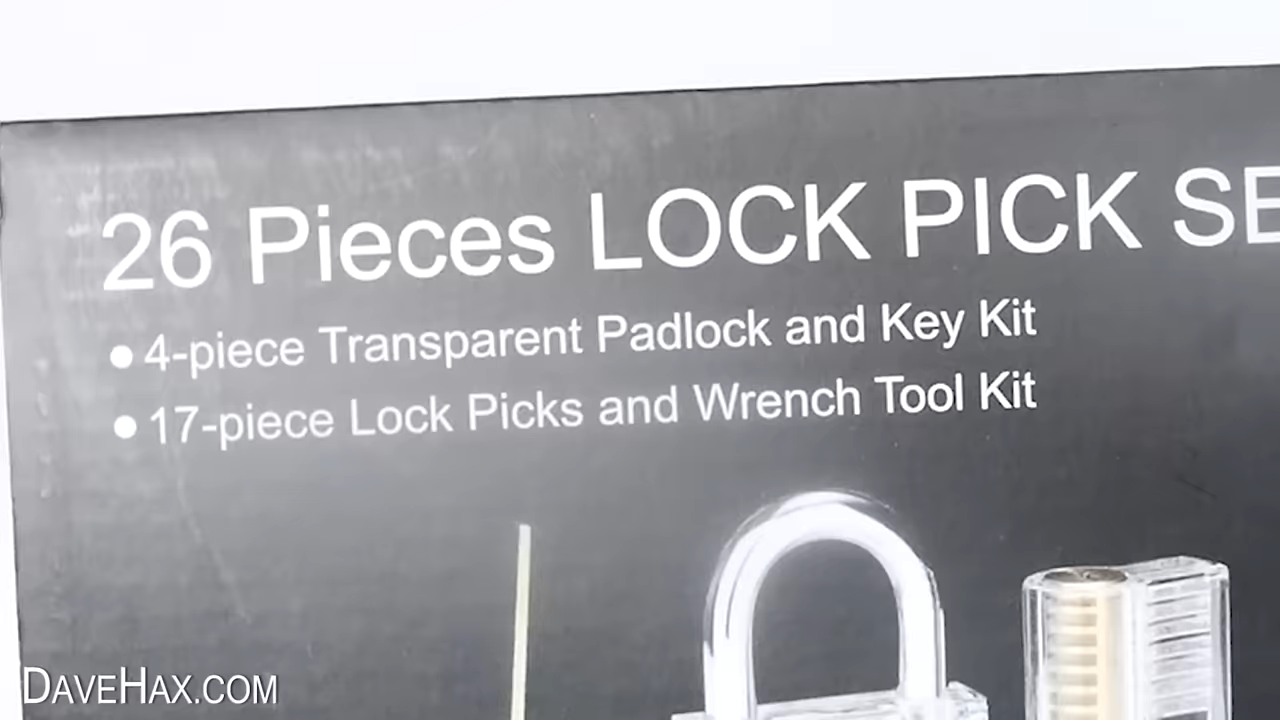 26 Pieces LOCK PICK SE
• 4-piece Transparent Padlock and Key Kit
• 17-piece Lock Picks and Wrench Tool Kit
DAVEHAX.COM